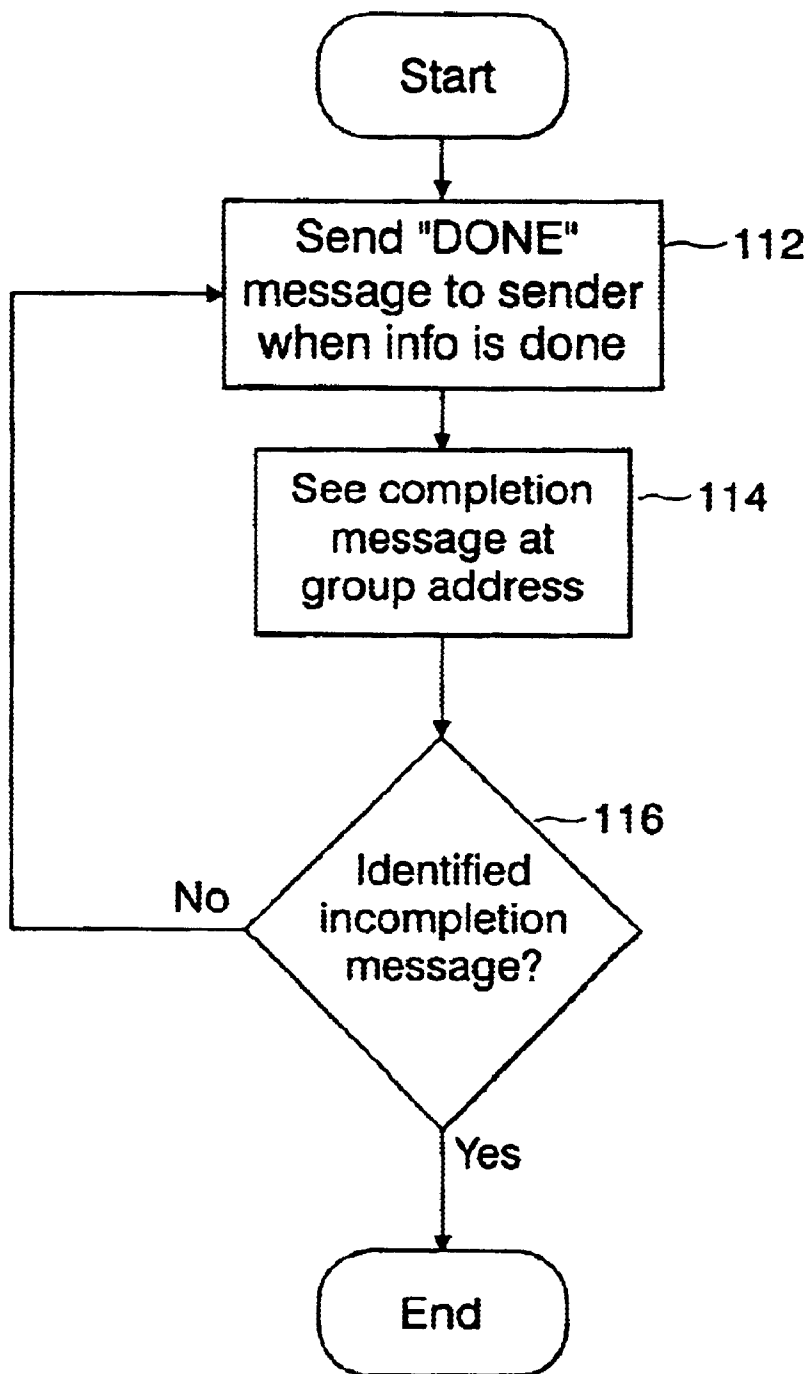 Start
Send "DONE"
message to sender
when info is done
112
See completion
message at
group address
114
116
Identified
incompletion
message?
No
Yes
End